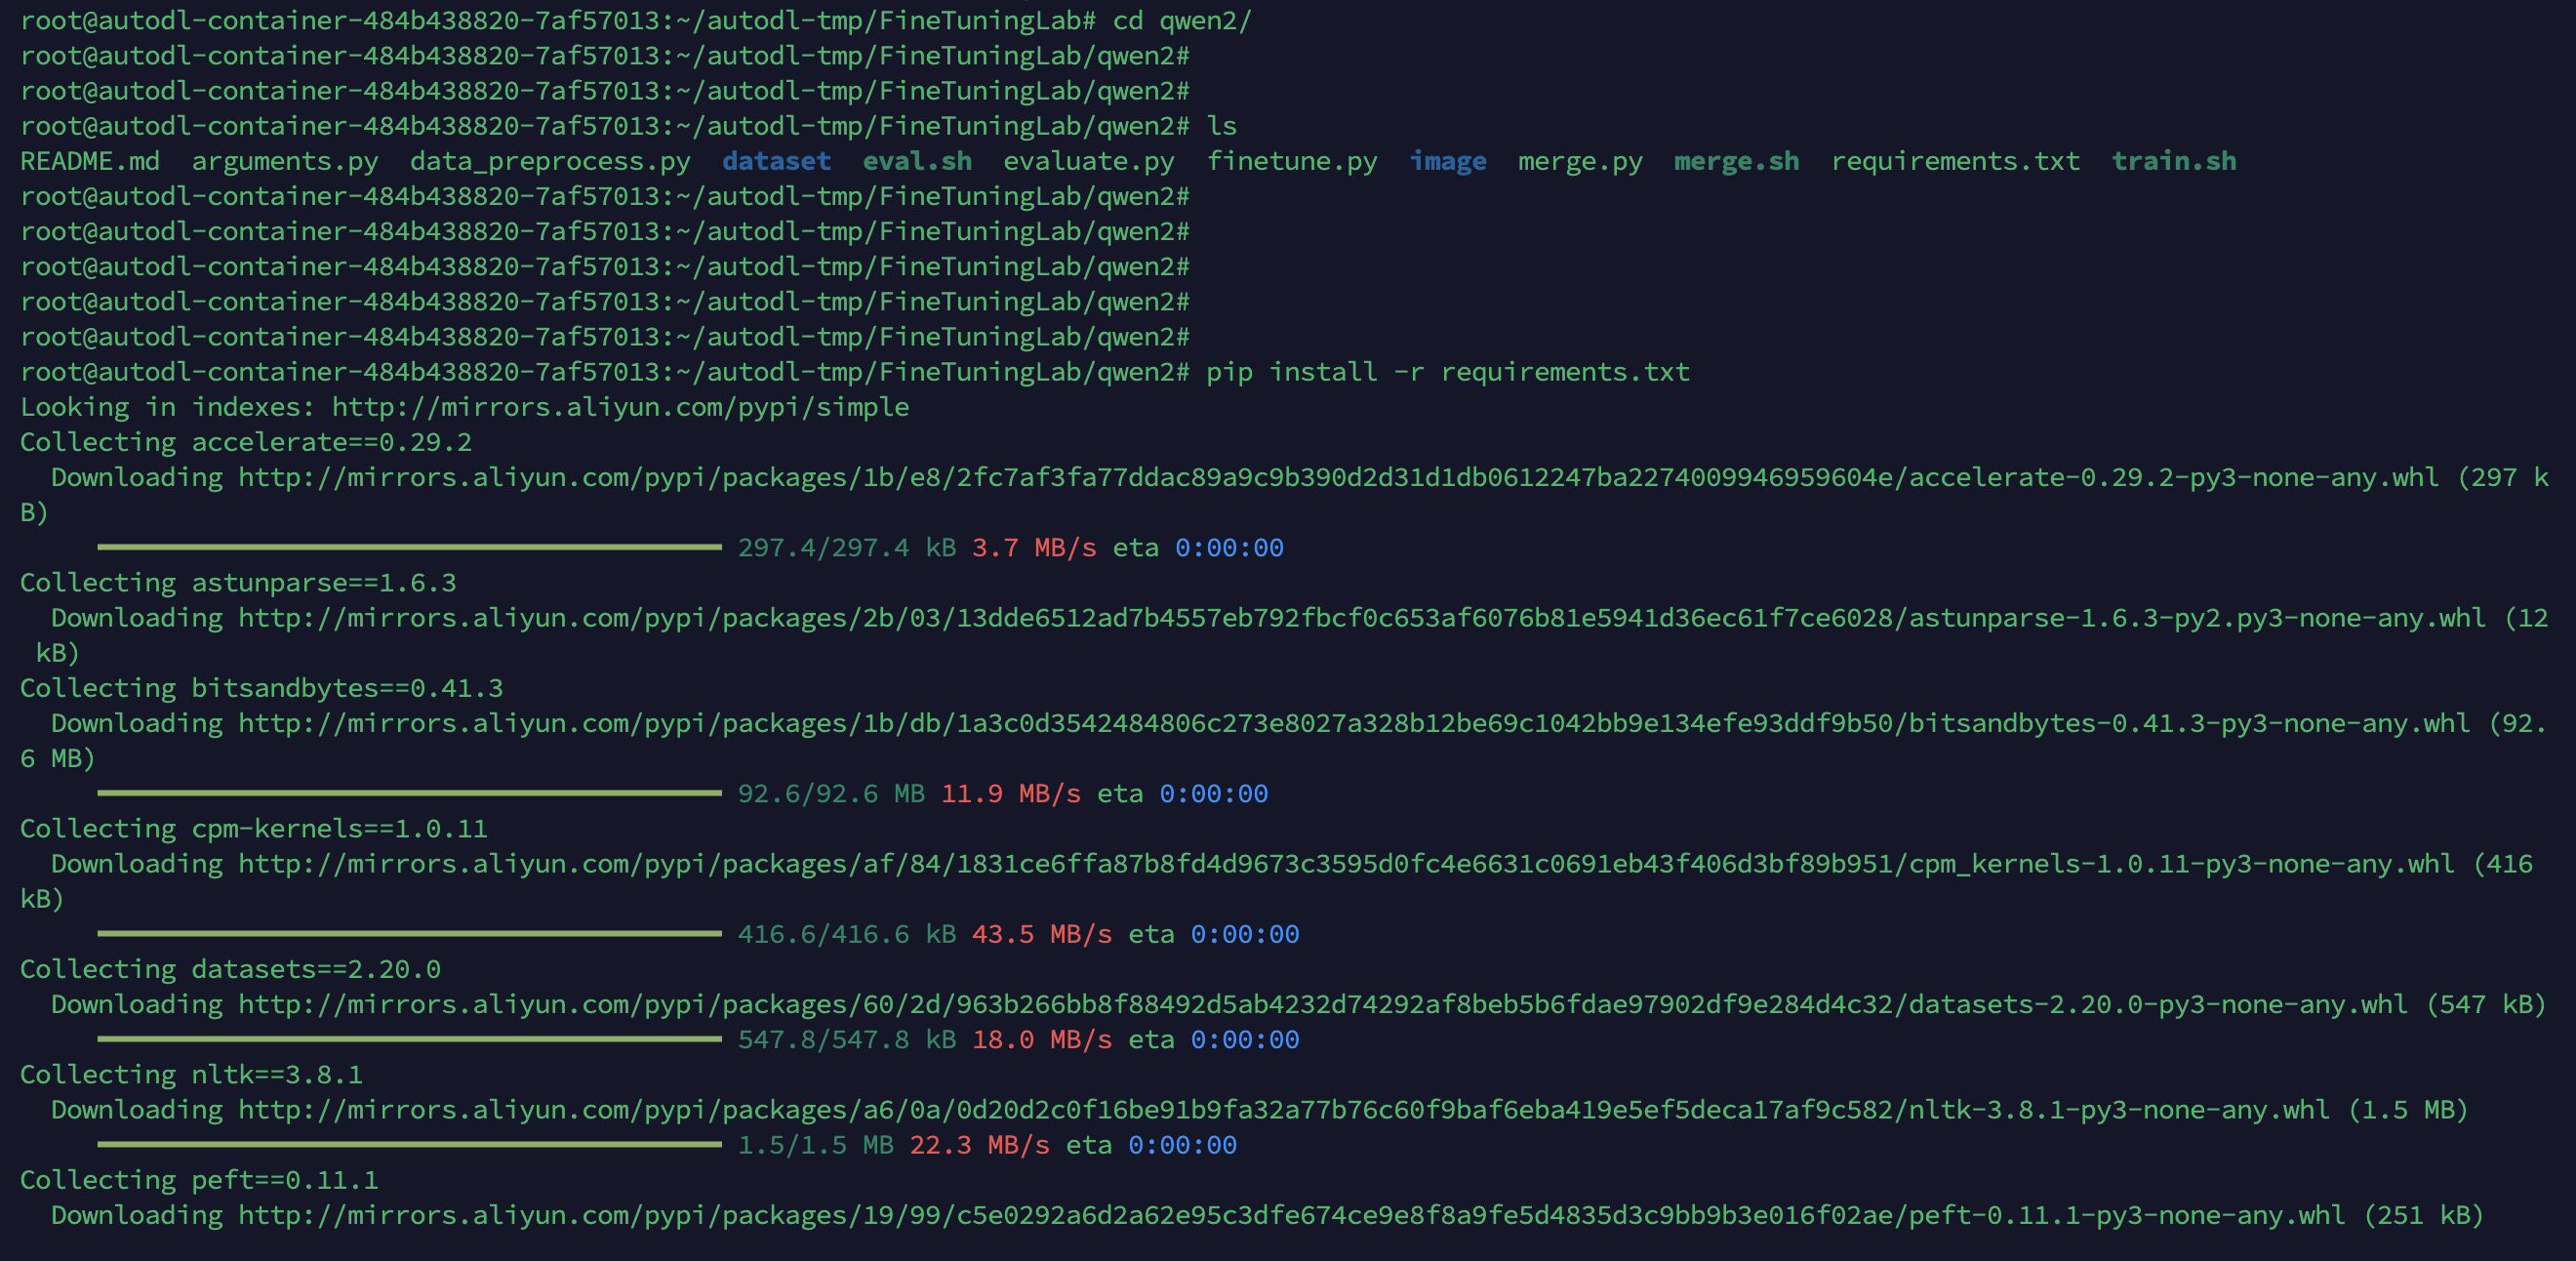 root@autodl-container-484b438820-7af57013:~/autodl-tmp/FineTuningLab# cd qwen2/
root@autodl-container-484b438820-7af57013:~/autodl-tmp/FineTuningLab/qwen2#
root@autodl-container-484b438820-7af57013:~/autodl-tmp/FineTuningLab/qwen2#
root@autodl-container-484b438820-7af57013:~/autodl-tmp/FineTuningLab/qwen2# ls
README.md  arguments.py  data_preprocess.py  dataset  eval.sh  evaluate.py  finetune.py  image  merge.py  merge.sh  requirements.txt  train.sh
root@autodl-container-484b438820-7af57013:~/autodl-tmp/FineTuningLab/qwen2#
root@autodl-container-484b438820-7af57013:~/autodl-tmp/FineTuningLab/qwen2#
root@autodl-container-484b438820-7af57013:~/autodl-tmp/FineTuningLab/qwen2#
root@autodl-container-484b438820-7af57013:~/autodl-tmp/FineTuningLab/qwen2#
root@autodl-container-484b438820-7af57013:~/autodl-tmp/FineTuningLab/qwen2#
root@autodl-container-484b438820-7af57013:~/autodl-tmp/FineTuningLab/qwen2# pip install -r requirements.txt
Looking in indexes: http://mirrors.aliyun.com/pypi/simple
Collecting accelerate==0.29.2
  Downloading http://mirrors.aliyun.com/pypi/packages/1b/e8/2fc7af3fa77ddac89a9c9b390d2d31d1db0612247ba2274009946959604e/accelerate-0.29.2-py3-none-any.whl (297 k
B)
297.4/297.4 kB 3.7 MB/s eta 0:00:00
Collecting astunparse==1.6.3
  Downloading http://mirrors.aliyun.com/pypi/packages/2b/03/13dde6512ad7b4557eb792fbcf0c653af6076b81e5941d36ec61f7ce6028/astunparse-1.6.3-py2.py3-none-any.whl (12
 kB)
Collecting bitsandbytes==0.41.3
  Downloading http://mirrors.aliyun.com/pypi/packages/1b/db/1a3c0d3542484806c273e8027a328b12be69c1042bb9e134efe93ddf9b50/bitsandbytes-0.41.3-py3-none-any.whl (92.
6 MB)
92.6/92.6 MB 11.9 MB/s eta 0:00:00
Collecting cpm-kernels==1.0.11
  Downloading http://mirrors.aliyun.com/pypi/packages/af/84/1831ce6ffa87b8fd4d9673c3595d0fc4e6631c0691eb43f406d3bf89b951/cpm_kernels-1.0.11-py3-none-any.whl (416
kB)
416.6/416.6 kB 43.5 MB/s eta 0:00:00
Collecting datasets==2.20.0
  Downloading http://mirrors.aliyun.com/pypi/packages/60/2d/963b266bb8f88492d5ab4232d74292af8beb5b6fdae97902df9e284d4c32/datasets-2.20.0-py3-none-any.whl (547 kB)
547.8/547.8 kB 18.0 MB/s eta 0:00:00
Collecting nltk==3.8.1
  Downloading http://mirrors.aliyun.com/pypi/packages/a6/0a/0d20d2c0f16be91b9fa32a77b76c60f9baf6eba419e5ef5deca17af9c582/nltk-3.8.1-py3-none-any.whl (1.5 MB)
1.5/1.5 MB 22.3 MB/s eta 0:00:00
Collecting peft==0.11.1
  Downloading http://mirrors.aliyun.com/pypi/packages/19/99/c5e0292a6d2a62e95c3dfe674ce9e8f8a9fe5d4835d3c9bb9b3e016f02ae/peft-0.11.1-py3-none-any.whl (251 kB)